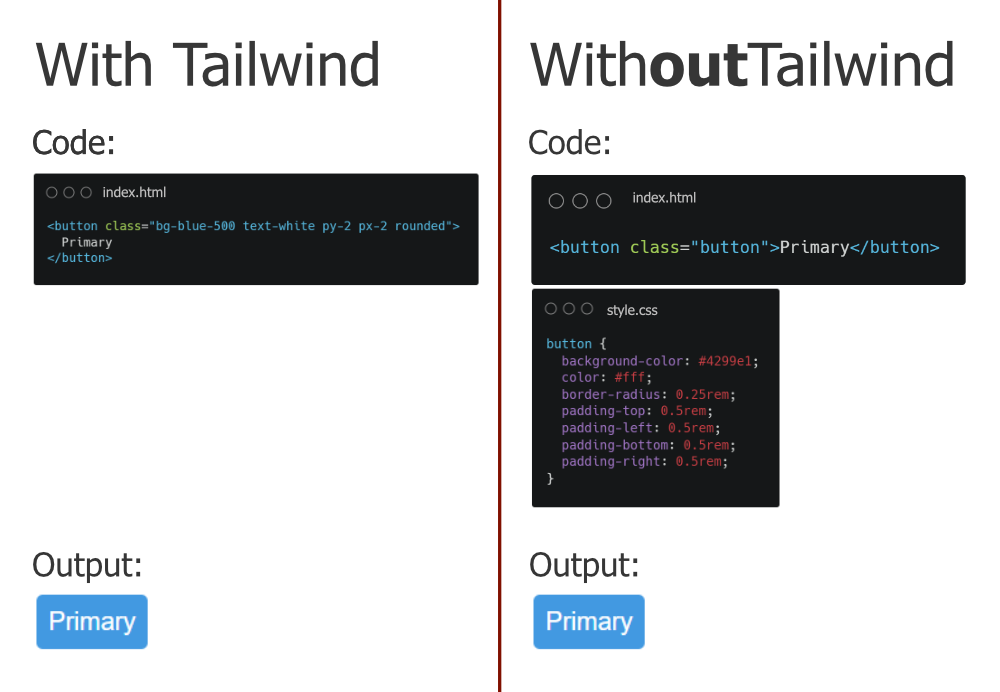 With Tailwind
Code:
index.html
<button class="bg-blue-500 text-white py-2 px-2 rounded">
Primary
</button>
Output:
Primary
WithoutTailwind
Code:
index.html
<button class="button">Primary</button>
style.css
button {
background-color: #4299e1;
color: #fff;
border-radius: 0.25rem;
padding-top: 0.5rem;
padding-left: 0.5rem;
padding-bottom: 0.5rem;
padding-right: 0.5rem;
}
Output:
Primary